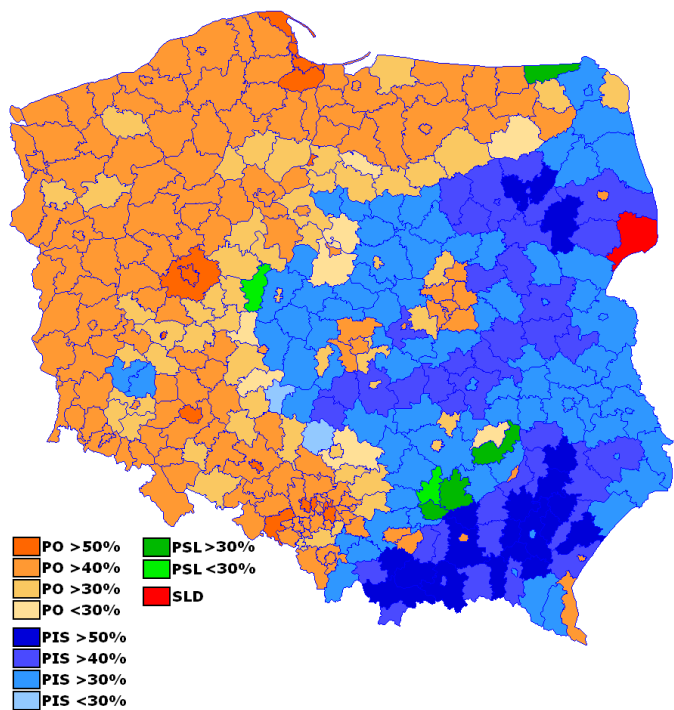 PO >50%
PO >40%
PO >30%
PO <30%
PIS >50%
PIS >40%
PIS >30%
PIS <30%
PSL >30%
PSL <30%
SLD